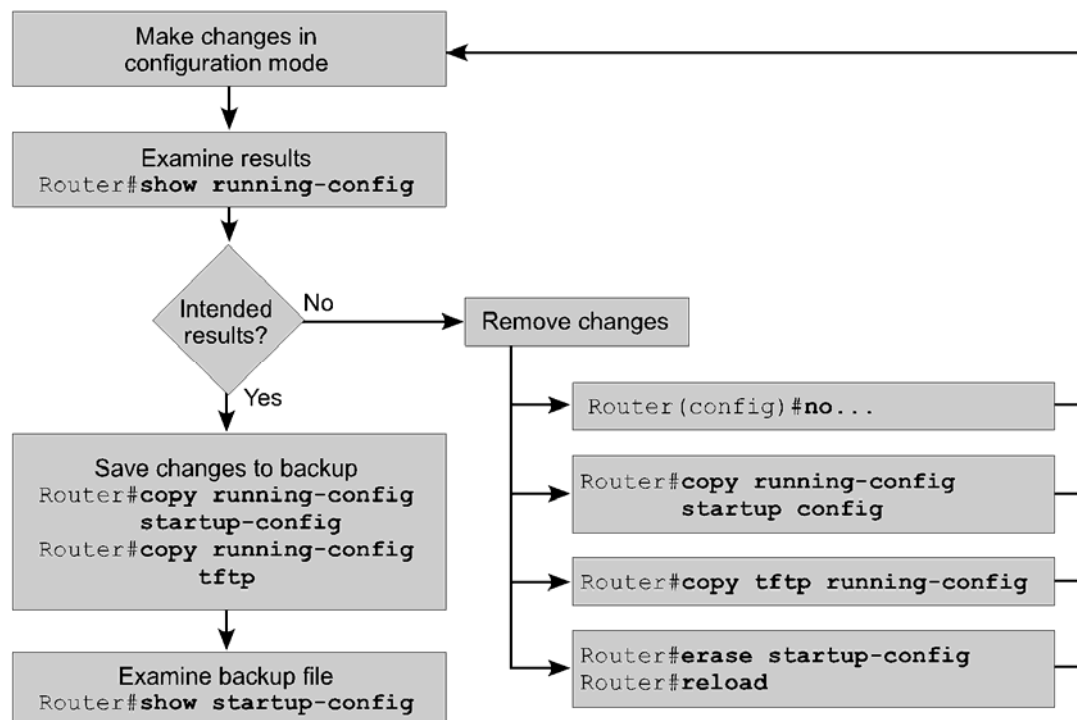 Make changes in
configuration mode
Examine results
Router#show running-config
Intended
results?
No
Yes
Remove changes
Router(config)#no...
Router#copy running-config
startup config
Router#copy tftp running-config
Router#erase startup-config
Router#reload
Save changes to backup
Router#copy running-config
startup-config
Router#copy running-config
tftp
Examine backup file
Router#show startup-config